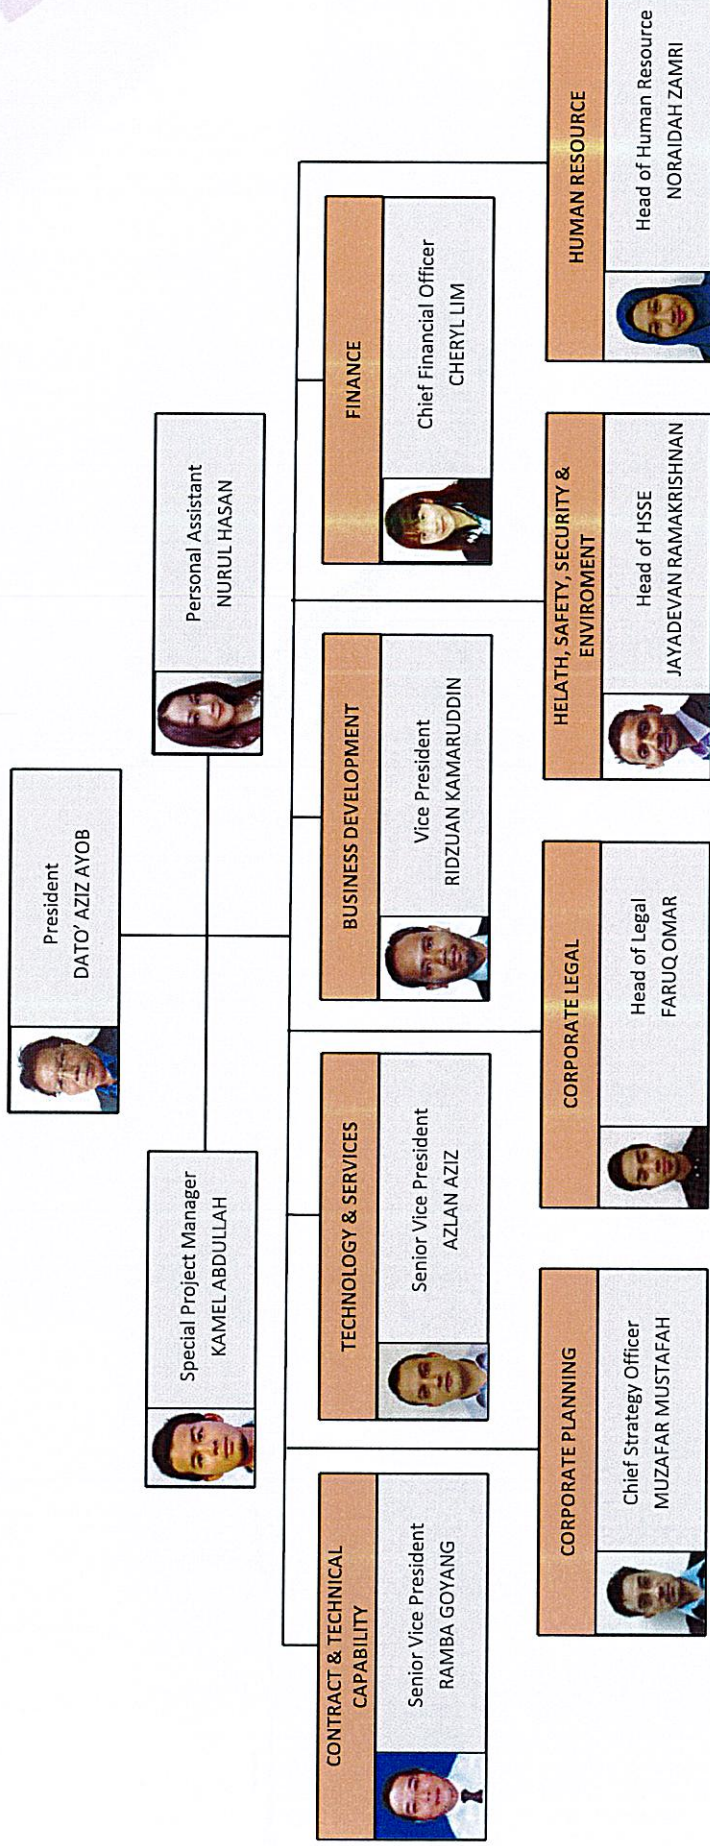 President
DATO' AZIZ AYOB
Special Project Manager
KAMEL ABDULLAH
Personal Assistant
NURUL HASAN
CONTRACT & TECHNICAL
CAPABILITY
Senior Vice President
RAMBA GOYANG
TECHNOLOGY & SERVICES
Senior Vice President
AZLAN AZIZ
BUSINESS DEVELOPMENT
Vice President
RIDZUAN KAMARUDDIN
FINANCE
Chief Financial Officer
CHERYL LIM
CORPORATE PLANNING
Chief Strategy Officer
MUZAFAR MUSTAFAH
CORPORATE LEGAL
Head of Legal
FARUQ OMAR
HELATH, SAFETY, SECURITY &
ENVIROMENT
Head of HSSE
JAYADEVAN RAMAKRISHNAN
HUMAN RESOURCE
Head of Human Resource
NORAIDAH ZAMRI